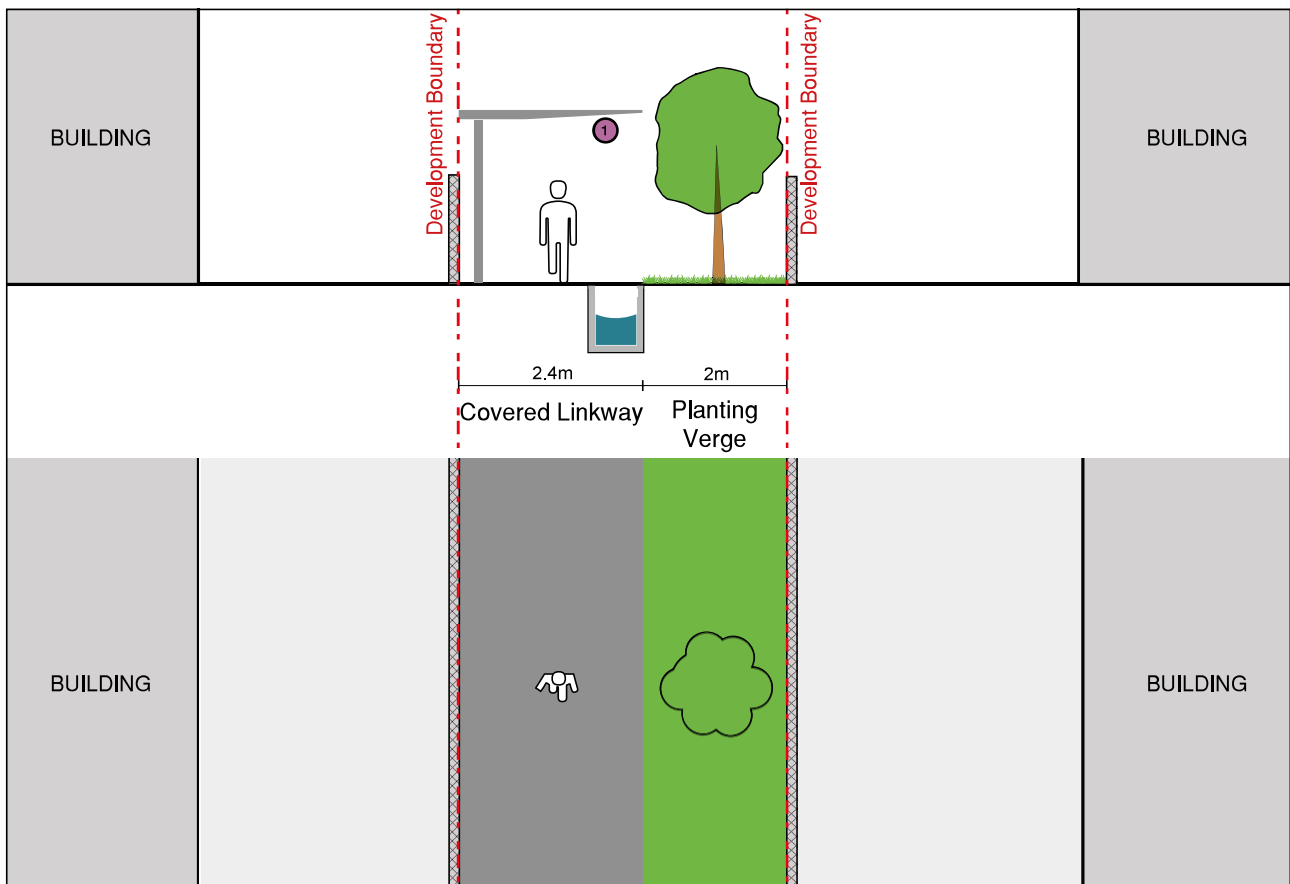 Development Boundary
Development Boundary
1
BUILDING
BUILDING
2.4m
2m
Covered Linkway
Planting
Verge
BUILDING
BUILDING